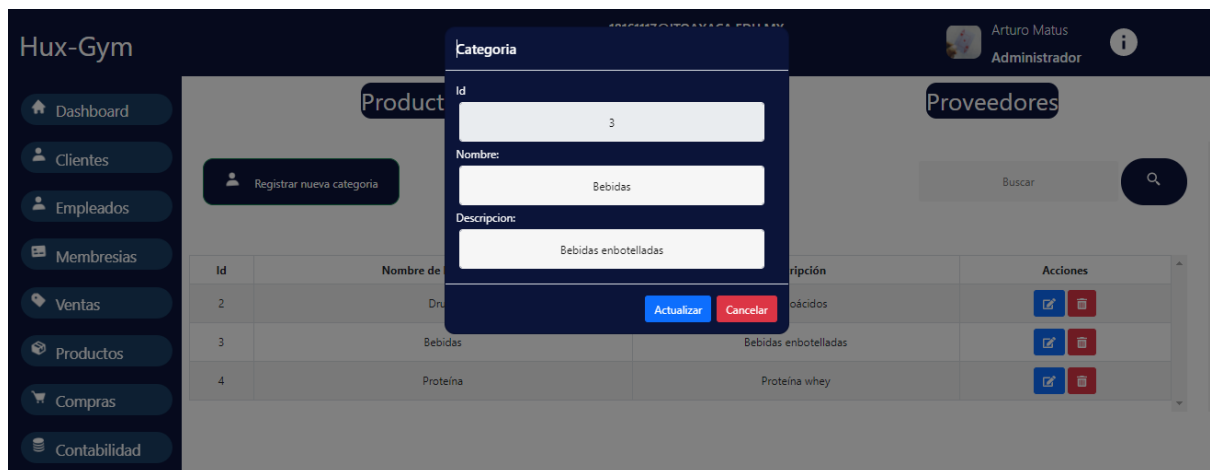 Hux-Gym
Arturo Matus
Administrador
Dashboard
Clientes
Empleados
Membresias
Ventas
Productos
Compras
Contabilidad
Product
Proveedores
Registrar nueva categoria
Buscar
Categoria
Id
3
Nombre:
Bebidas
Descripcion:
Bebidas enbotelladas
Actualizar Cancelar
Id Nombre de ripción Acciones
2 Dru oácidos
3 Bebidas Bebidas enbotelladas
4 Proteína Proteína whey